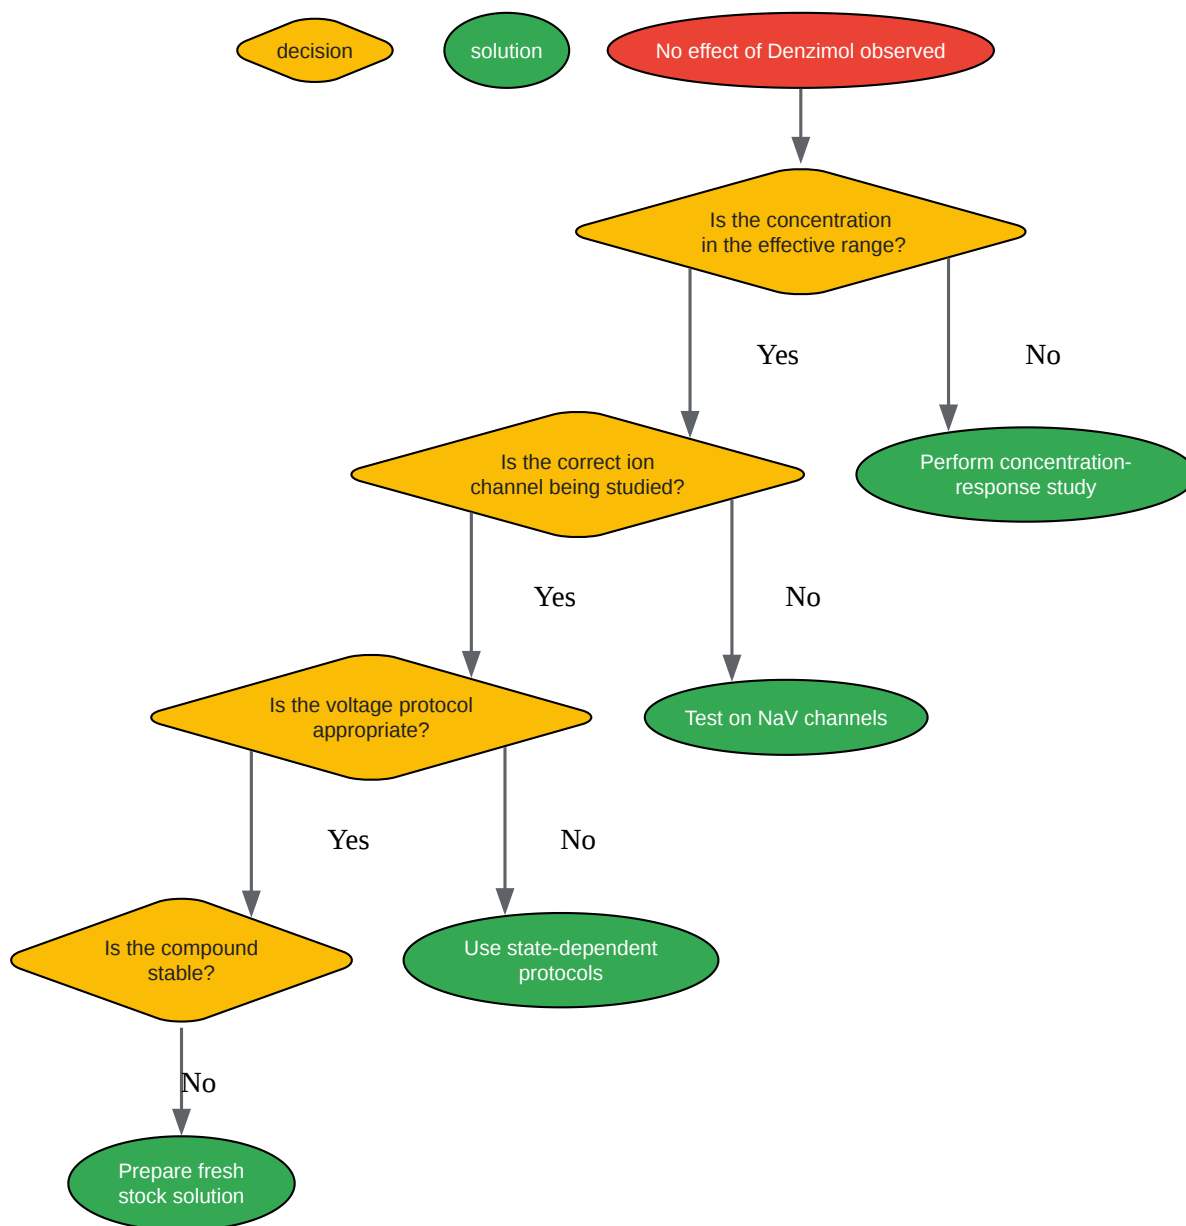 decision
solution
No effect of Denzimol observed
Is the concentration
in the effective range?
Yes
No
Is the correct ion
channel being studied?
Perform concentration-
response study
Yes
No
Is the voltage protocol
appropriate?
Test on NaV channels
Yes
No
Is the compound
stable?
Use state-dependent
protocols
No
Prepare fresh
stock solution